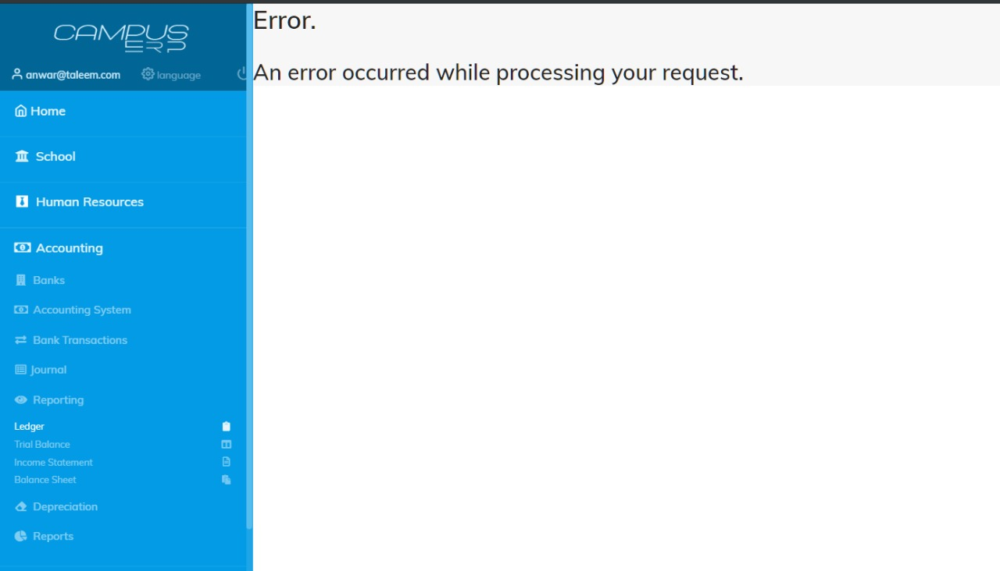 CAMPUS
ERP
anwar@taleem.com
language
Home
School
Human Resources
Accounting
Banks
Accounting System
Bank Transactions
Journal
Reporting
Ledger
Trial Balance
Income Statement
Balance Sheet
Depreciation
Reports
Error.
An error occurred while processing your request.